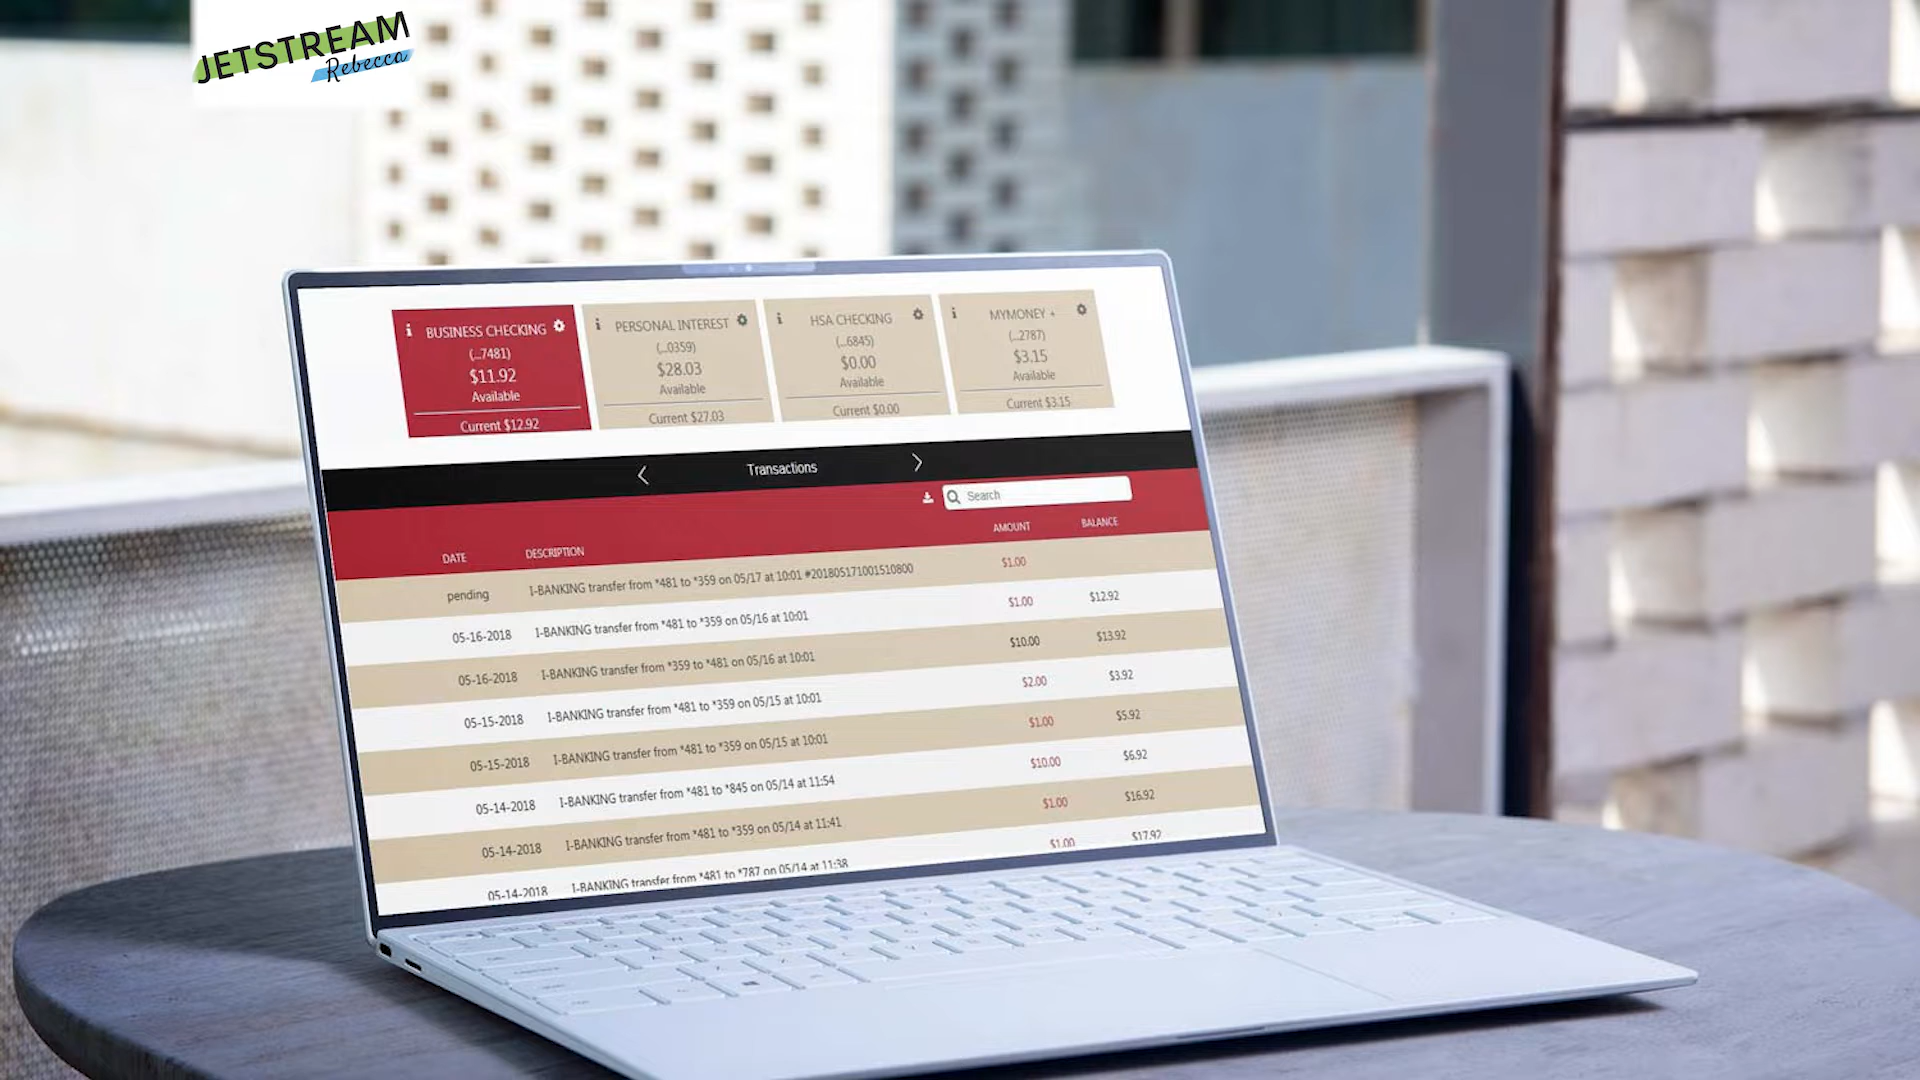 JETSTREAM
Rebecca
BUSINESS CHECKING
(...7481)
$11.92
Available
Current $12.92
PERSONAL INTEREST
(...0359)
$28.03
Available
Current $27.03
HSA CHECKING
(...6845)
$0.00
Available
Current $0.00
MYMONEY +
(...2787)
$3.15
Available
Current $3.15
Transactions
Search
DATE DESCRIPTION AMOUNT BALANCE
pending I-BANKING transfer from *481 to *359 on 05/17 at 10:01 #201805171001510800 $1.00
05-16-2018 I-BANKING transfer from *481 to *359 on 05/16 at 10:01 $1.00 $12.92
05-16-2018 I-BANKING transfer from *359 to *481 on 05/16 at 10:01 $10.00 $13.92
05-15-2018 I-BANKING transfer from *481 to *359 on 05/15 at 10:01 $2.00 $3.92
05-15-2018 I-BANKING transfer from *481 to *359 on 05/15 at 10:01 $1.00 $5.92
05-14-2018 I-BANKING transfer from *481 to *845 on 05/14 at 11:54 $10.00 $6.92
05-14-2018 I-BANKING transfer from *481 to *359 on 05/14 at 11:41 $1.00 $16.92
05-14-2018 I-BANKING transfer from *481 to *787 on 05/14 at 11:38 $1.00 $17.92